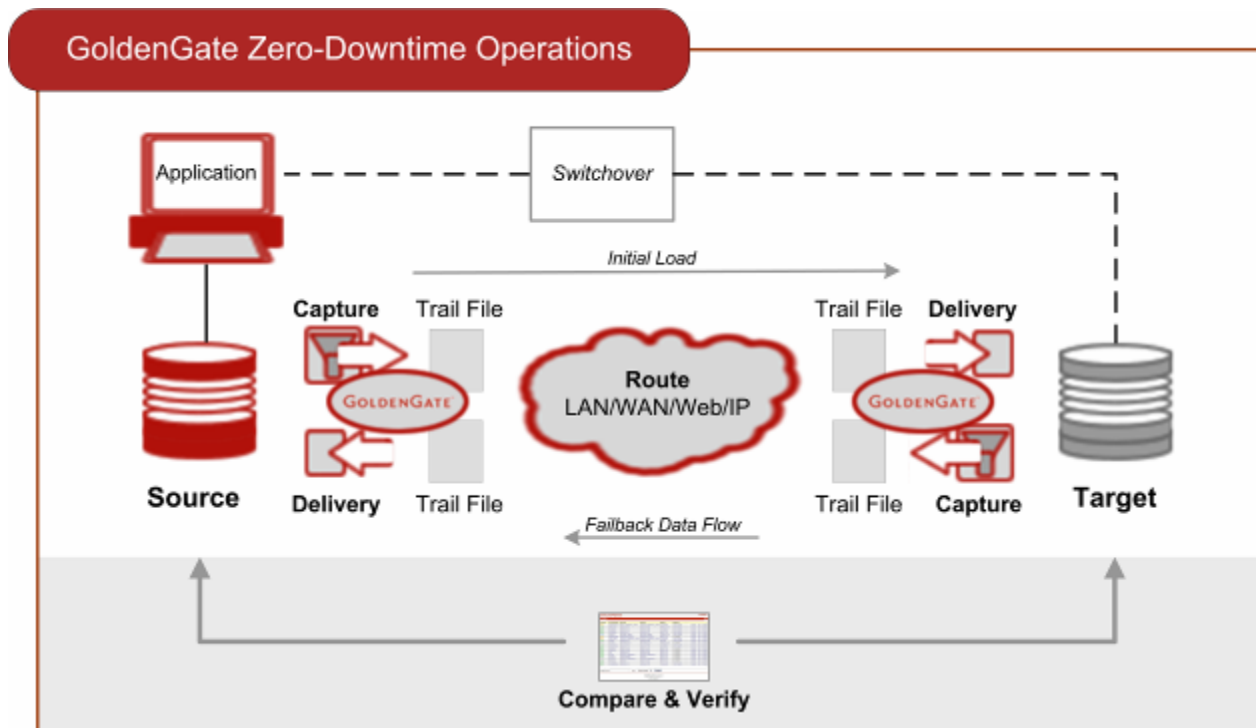 GoldenGate Zero-Downtime Operations
Application
Switchover
Initial Load
Capture
Trail File
Trail File
Delivery
Route
LAN/WAN/Web/IP
GOLDENGATE
GOLDENGATE
Source
Delivery
Trail File
Trail File
Capture
Target
Failback Data Flow
Compare & Verify